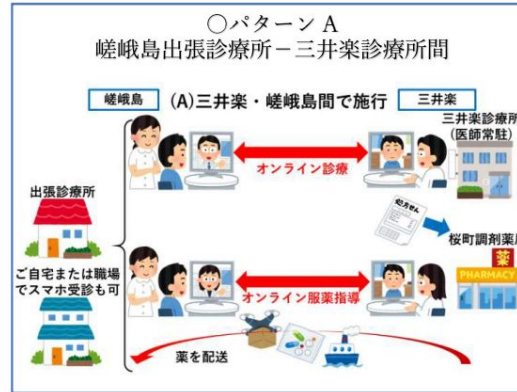 ○パターン A
嵯峨島出張診療所－三井楽診療所間
嵯峨島
(A)三井楽・嵯峨島間で施行
三井楽
三井楽診療所
(医師常駐)
オンライン診療
出張診療所
処方せん
桜町調剤薬局
薬
PHARMACY
ご自宅または職場
でスマホ受診も可
オンライン服薬指導
薬を配送